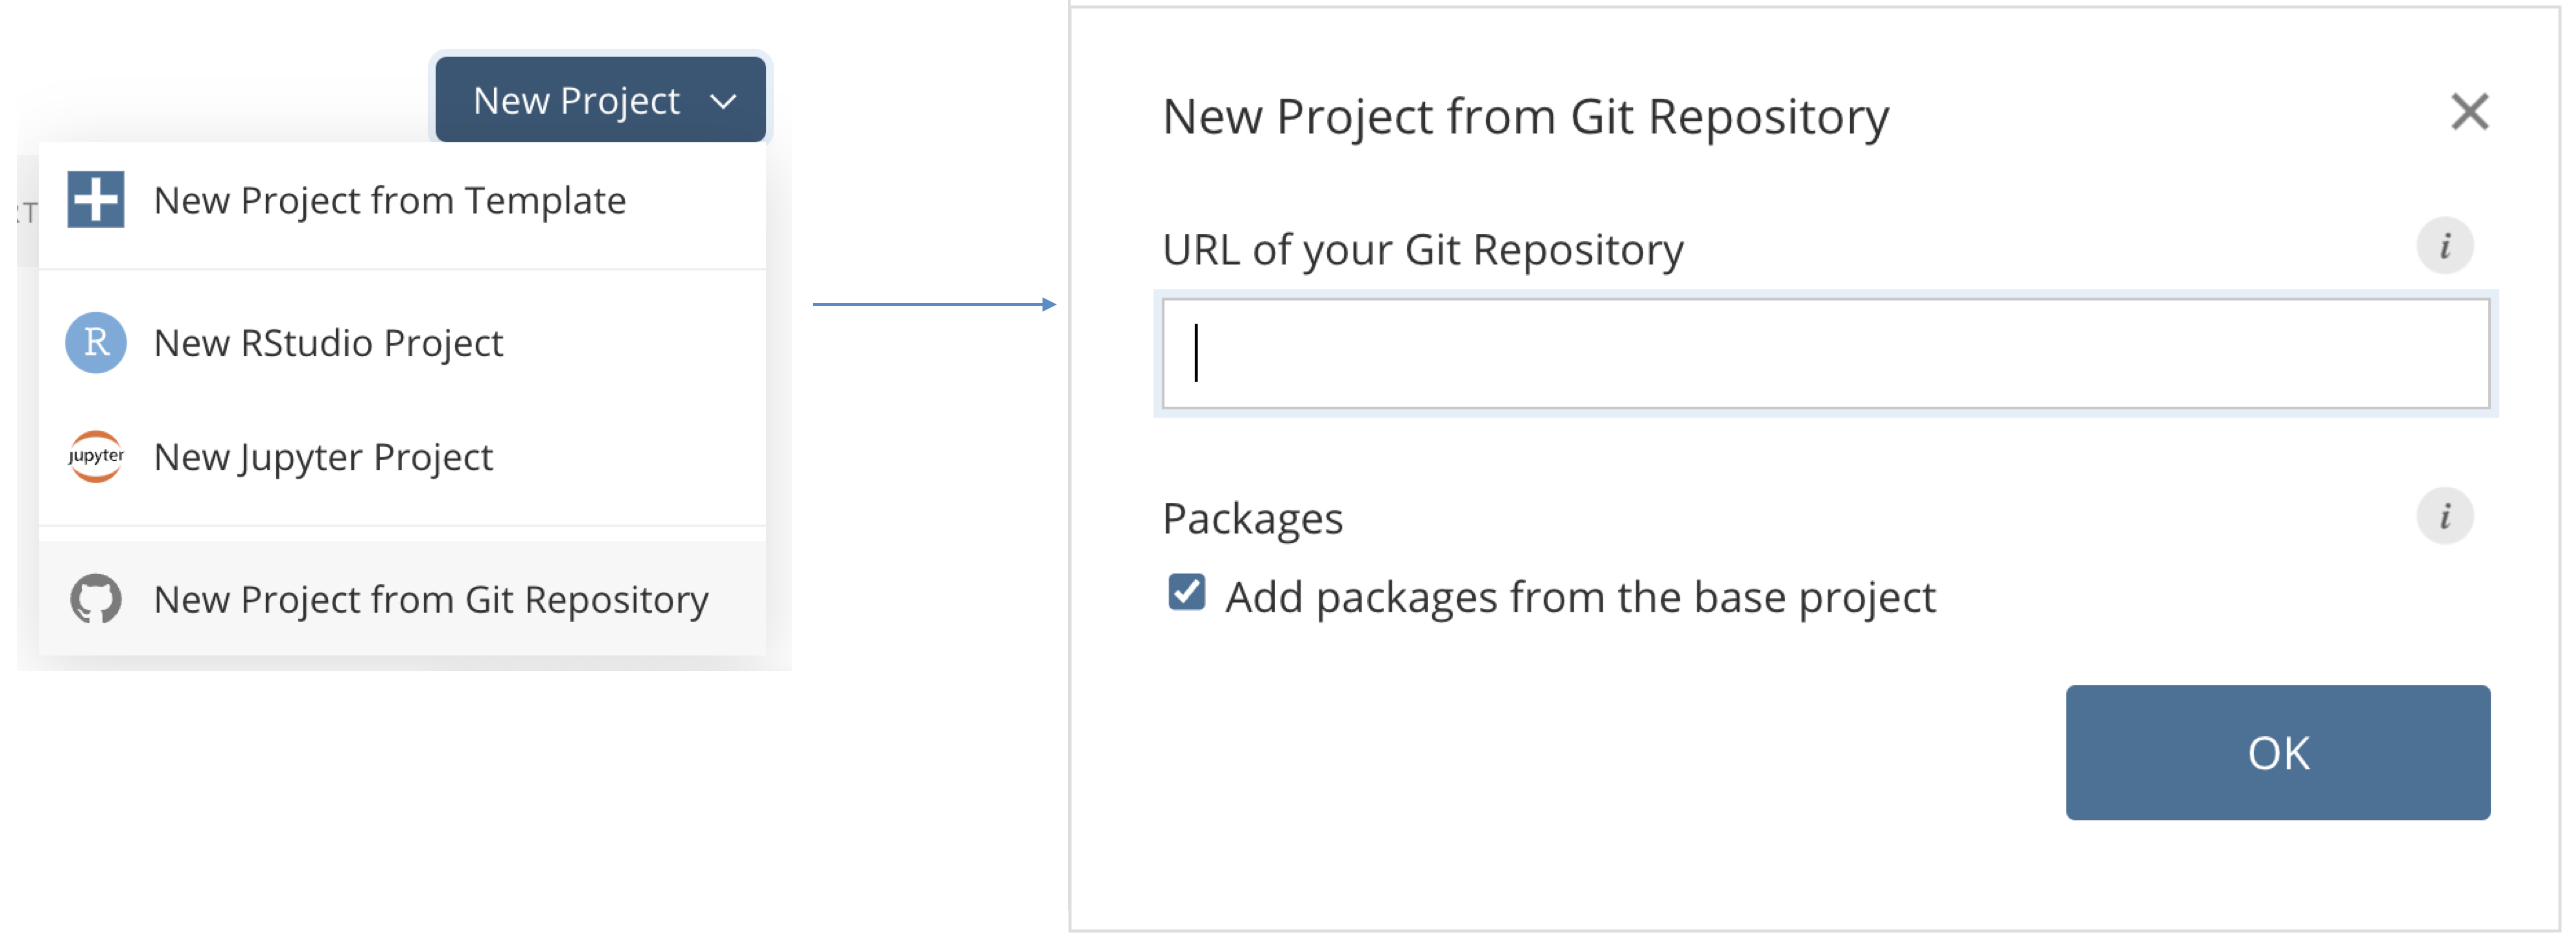 New Project
New Project from Template
RT
R
New RStudio Project
jupyter
New Jupyter Project
New Project from Git Repository
New Project from Git Repository
URL of your Git Repository
i
Packages
i
Add packages from the base project
OK